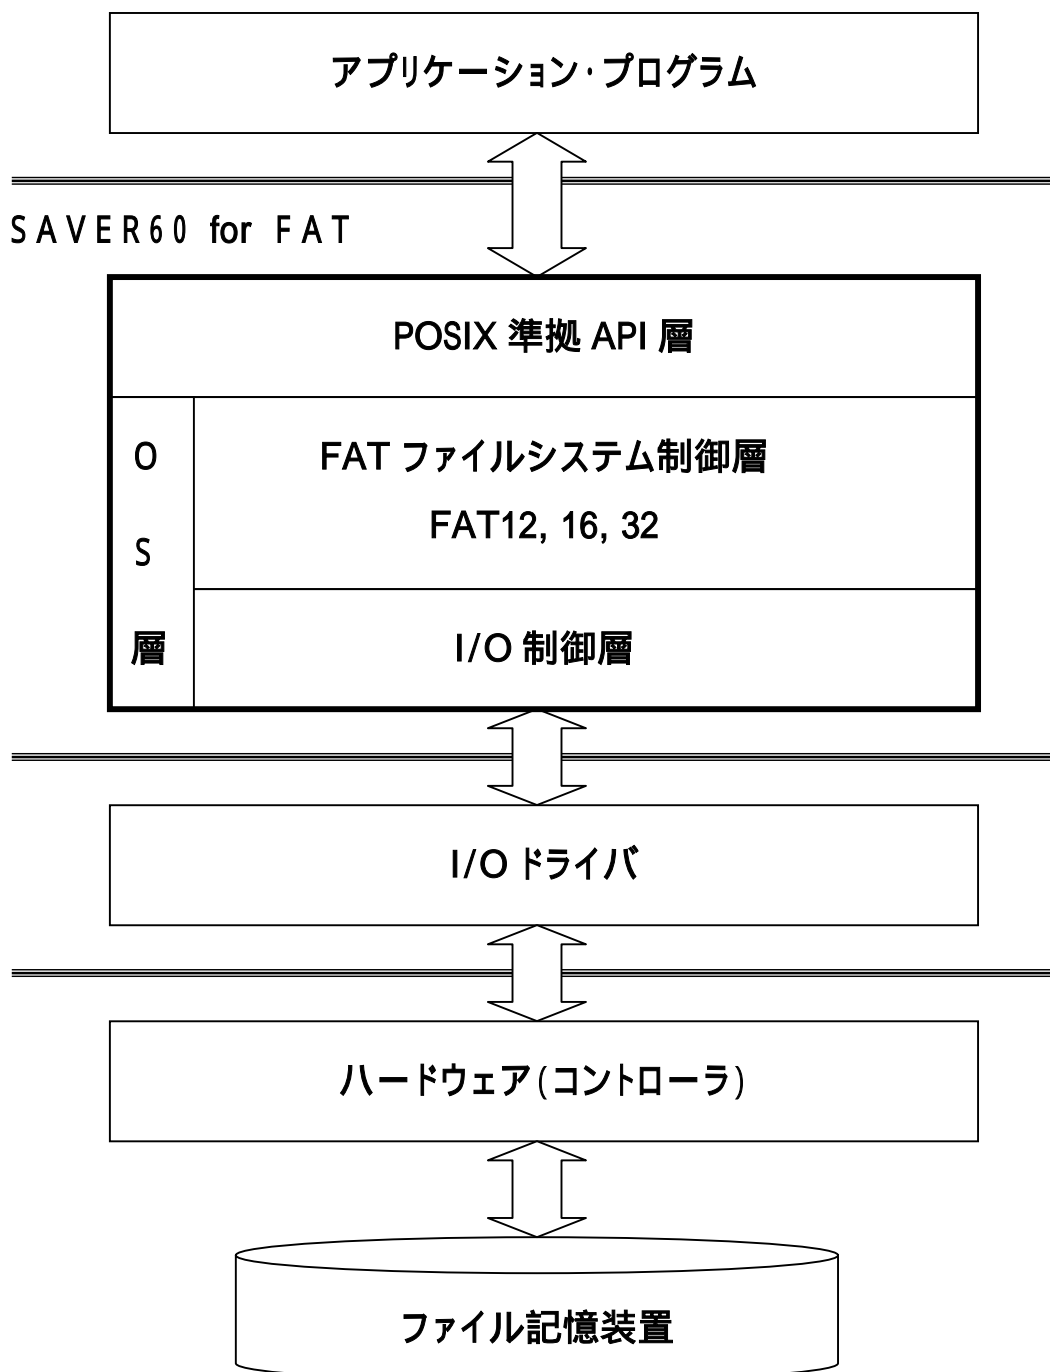 アプリケーション・プログラム
SAVER60 for FAT
POSIX 準拠 API 層
OS層
FAT ファイルシステム制御層
FAT12, 16, 32
I/O 制御層
I/O ドライバ
ハードウェア(コントローラ)
ファイル記憶装置